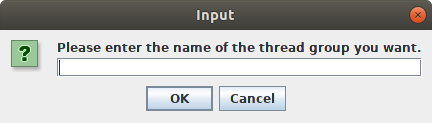 Input
Please enter the name of the thread group you want.
OK Cancel